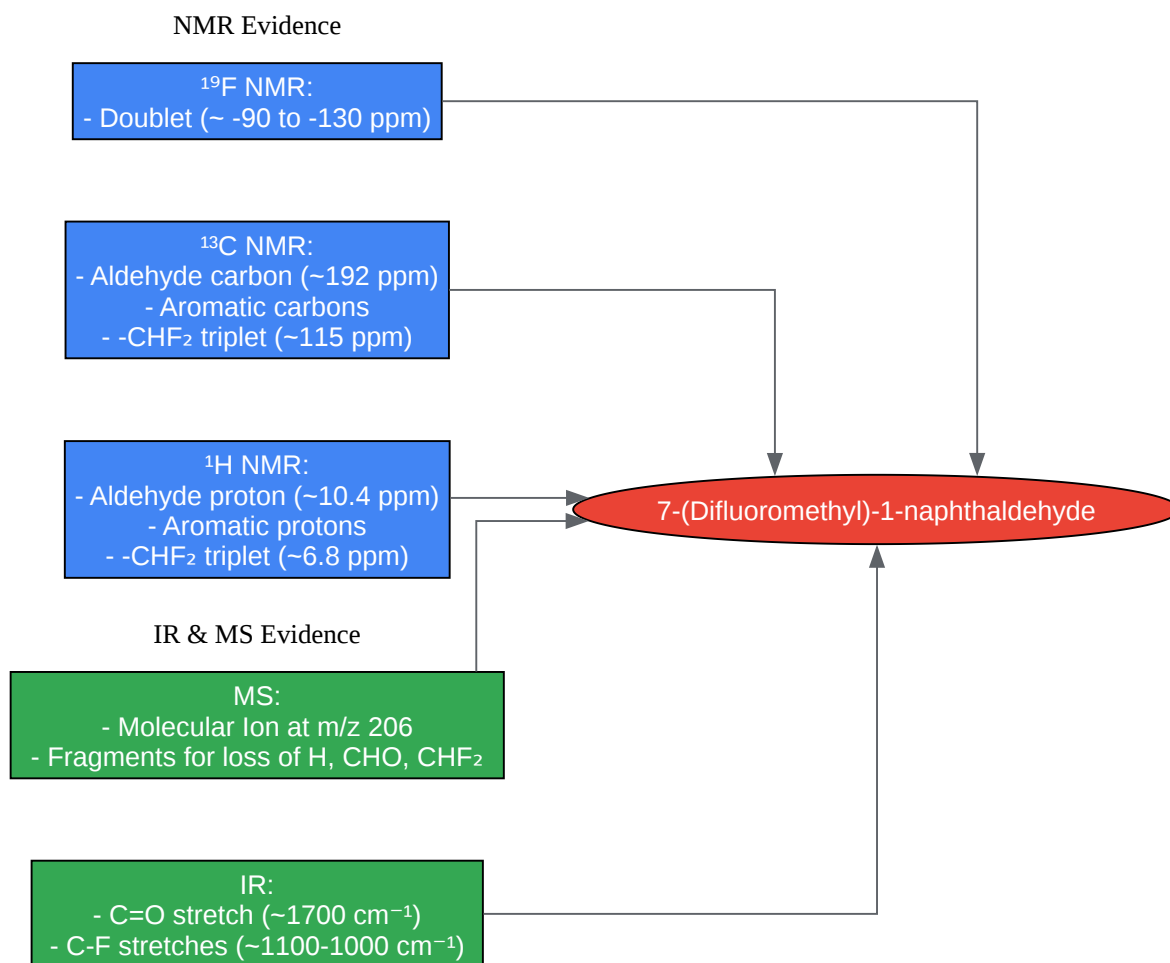 NMR Evidence
¹⁹F NMR:
- Doublet (~ -90 to -130 ppm)
¹³C NMR:
- Aldehyde carbon (~192 ppm)
- Aromatic carbons
- -CHF₂ triplet (~115 ppm)
¹H NMR:
- Aldehyde proton (~10.4 ppm)
- Aromatic protons
- -CHF₂ triplet (~6.8 ppm)
7-(Difluoromethyl)-1-naphthaldehyde
IR & MS Evidence
MS:
- Molecular Ion at m/z 206
- Fragments for loss of H, CHO, CHF₂
IR:
- C=O stretch (~1700 cm⁻¹)
- C-F stretches (~1100-1000 cm⁻¹)